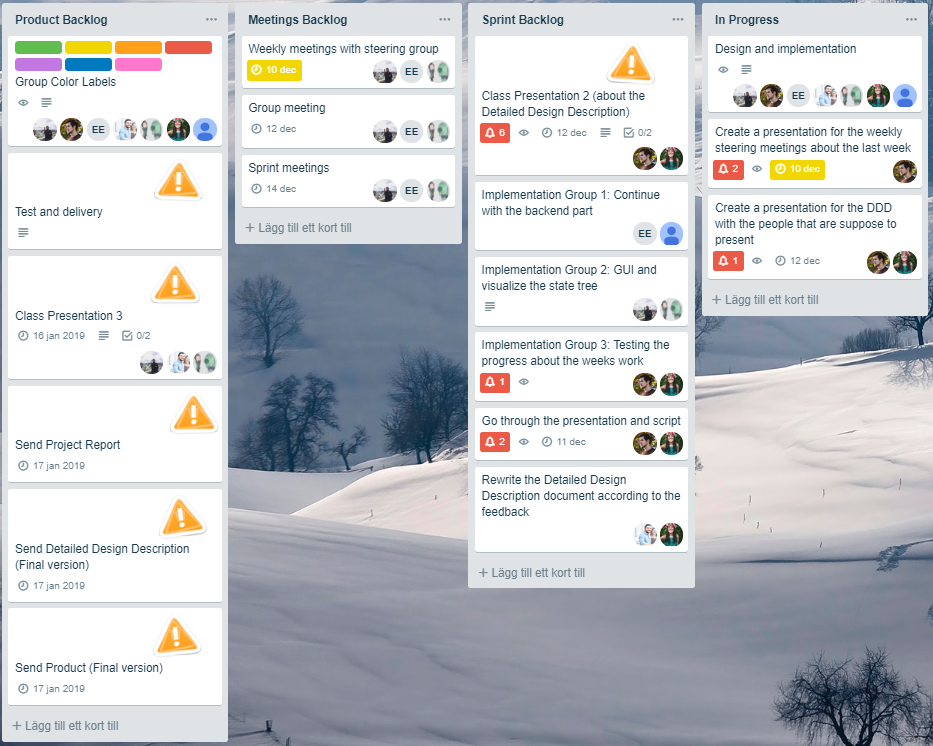 Product Backlog
Group Color Labels
EE
Test and delivery
Class Presentation 3
16 jan 2019
0/2
Send Project Report
17 jan 2019
Send Detailed Design Description
(Final version)
17 jan 2019
Send Product (Final version)
17 jan 2019
+ Lägg till ett kort till
Meetings Backlog
Weekly meetings with steering group
10 dec
EE
Group meeting
12 dec
EE
Sprint meetings
14 dec
EE
+ Lägg till ett kort till
Sprint Backlog
Class Presentation 2 (about the
Detailed Design Description)
6 12 dec 0/2
Implementation Group 1: Continue
with the backend part
EE
Implementation Group 2: GUI and
visualize the state tree
Implementation Group 3: Testing the
progress about the weeks work
1
Go through the presentation and script
2 11 dec
Rewrite the Detailed Design
Description document according to the
feedback
+ Lägg till ett kort till
In Progress
Design and implementation
EE
Create a presentation for the weekly
steering meetings about the last week
2 10 dec
Create a presentation for the DDD
with the people that are suppose to
present
1 12 dec
+ Lägg till ett kort till